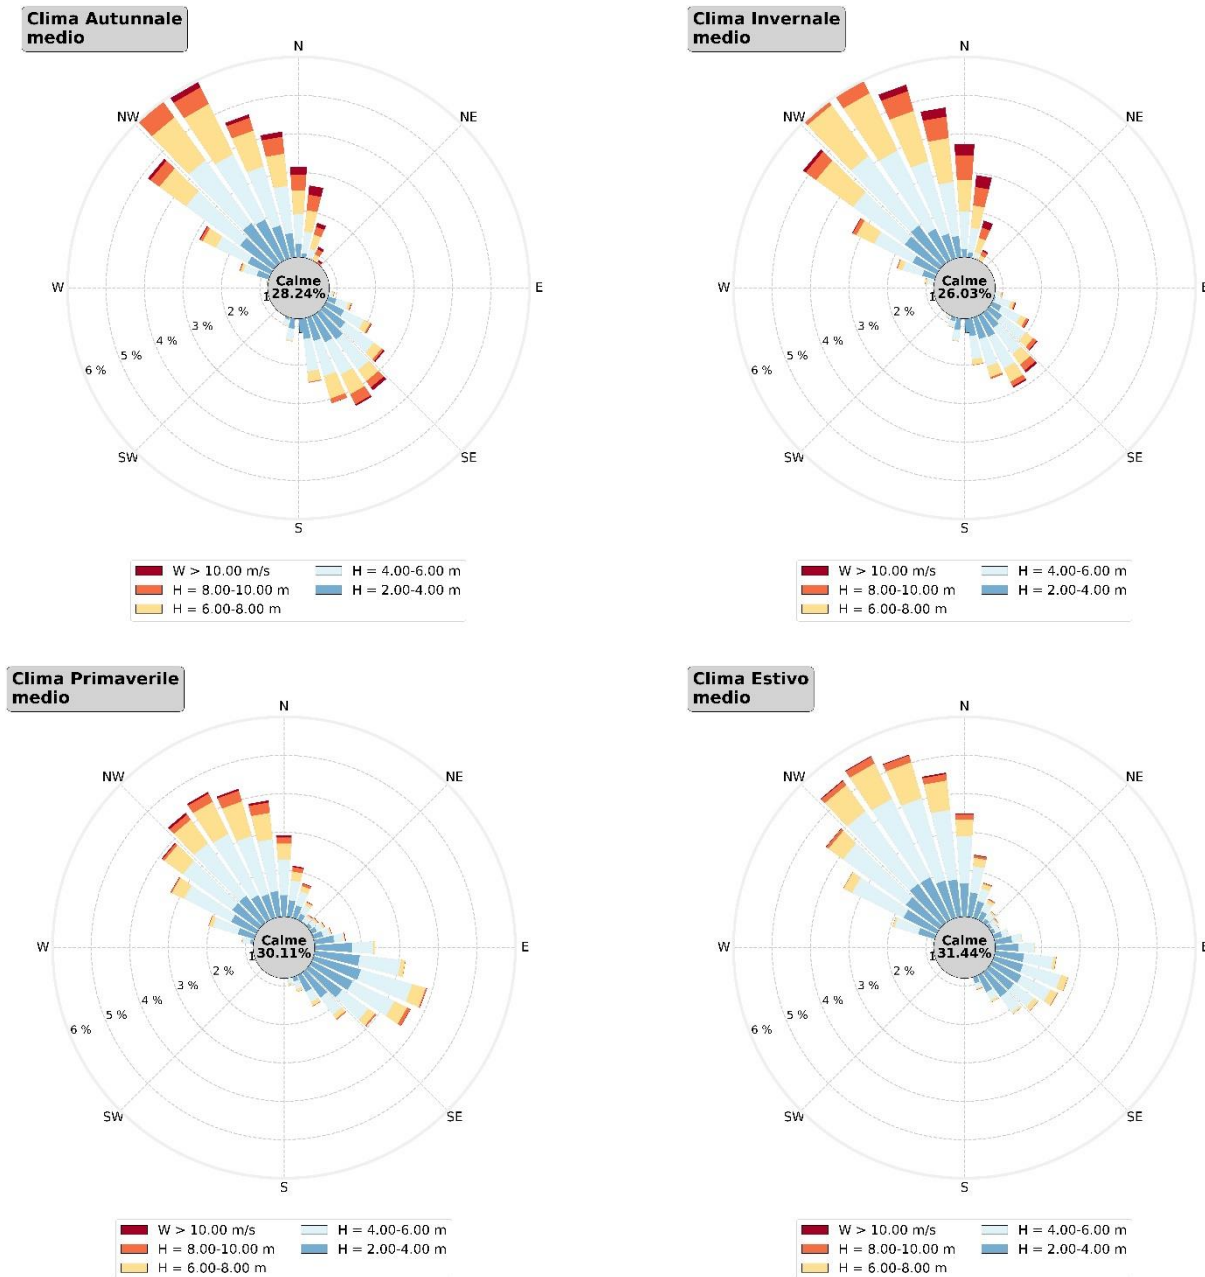 Clima Autunnale
medio
N
NE
E
SE
S
SW
W
NW
Calme
28.24%
1
2 %
3 %
4 %
5 %
6 %
W > 10.00 m/s
H = 8.00-10.00 m
H = 6.00-8.00 m
H = 4.00-6.00 m
H = 2.00-4.00 m
Clima Invernale
medio
N
NE
E
SE
S
SW
W
NW
Calme
26.03%
1
2 %
3 %
4 %
5 %
6 %
W > 10.00 m/s
H = 8.00-10.00 m
H = 6.00-8.00 m
H = 4.00-6.00 m
H = 2.00-4.00 m
Clima Primaverile
medio
N
NE
E
SE
S
SW
W
NW
Calme
30.11%
1
2 %
3 %
4 %
5 %
6 %
W > 10.00 m/s
H = 8.00-10.00 m
H = 6.00-8.00 m
H = 4.00-6.00 m
H = 2.00-4.00 m
Clima Estivo
medio
N
NE
E
SE
S
SW
W
NW
Calme
31.44%
1
2 %
3 %
4 %
5 %
6 %
W > 10.00 m/s
H = 8.00-10.00 m
H = 6.00-8.00 m
H = 4.00-6.00 m
H = 2.00-4.00 m